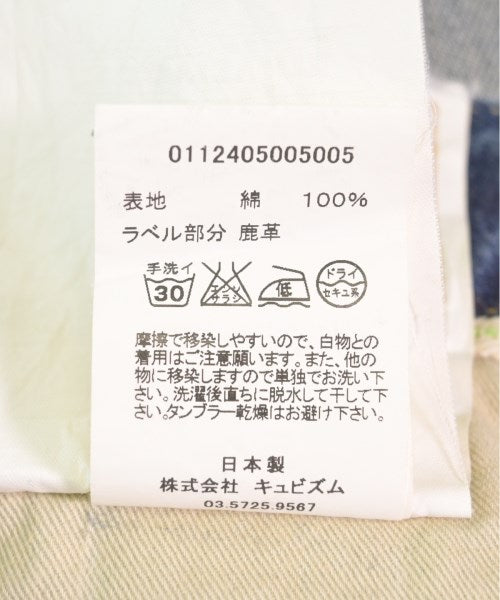 0112405005005
表地 綿 100%
ラベル部分 鹿革
手洗イ 30 エンソ サラシ 低 ドライ セキユ系
摩擦で移染しやすいので、白物との
着用はご注意願います。また、他の
物に移染しますので単独でお洗い下
さい。洗濯後直ちに脱水して干して下
さい。タンブラー乾燥はお避け下さい。
日本製
株式会社 キュビズム
03.5725.9567